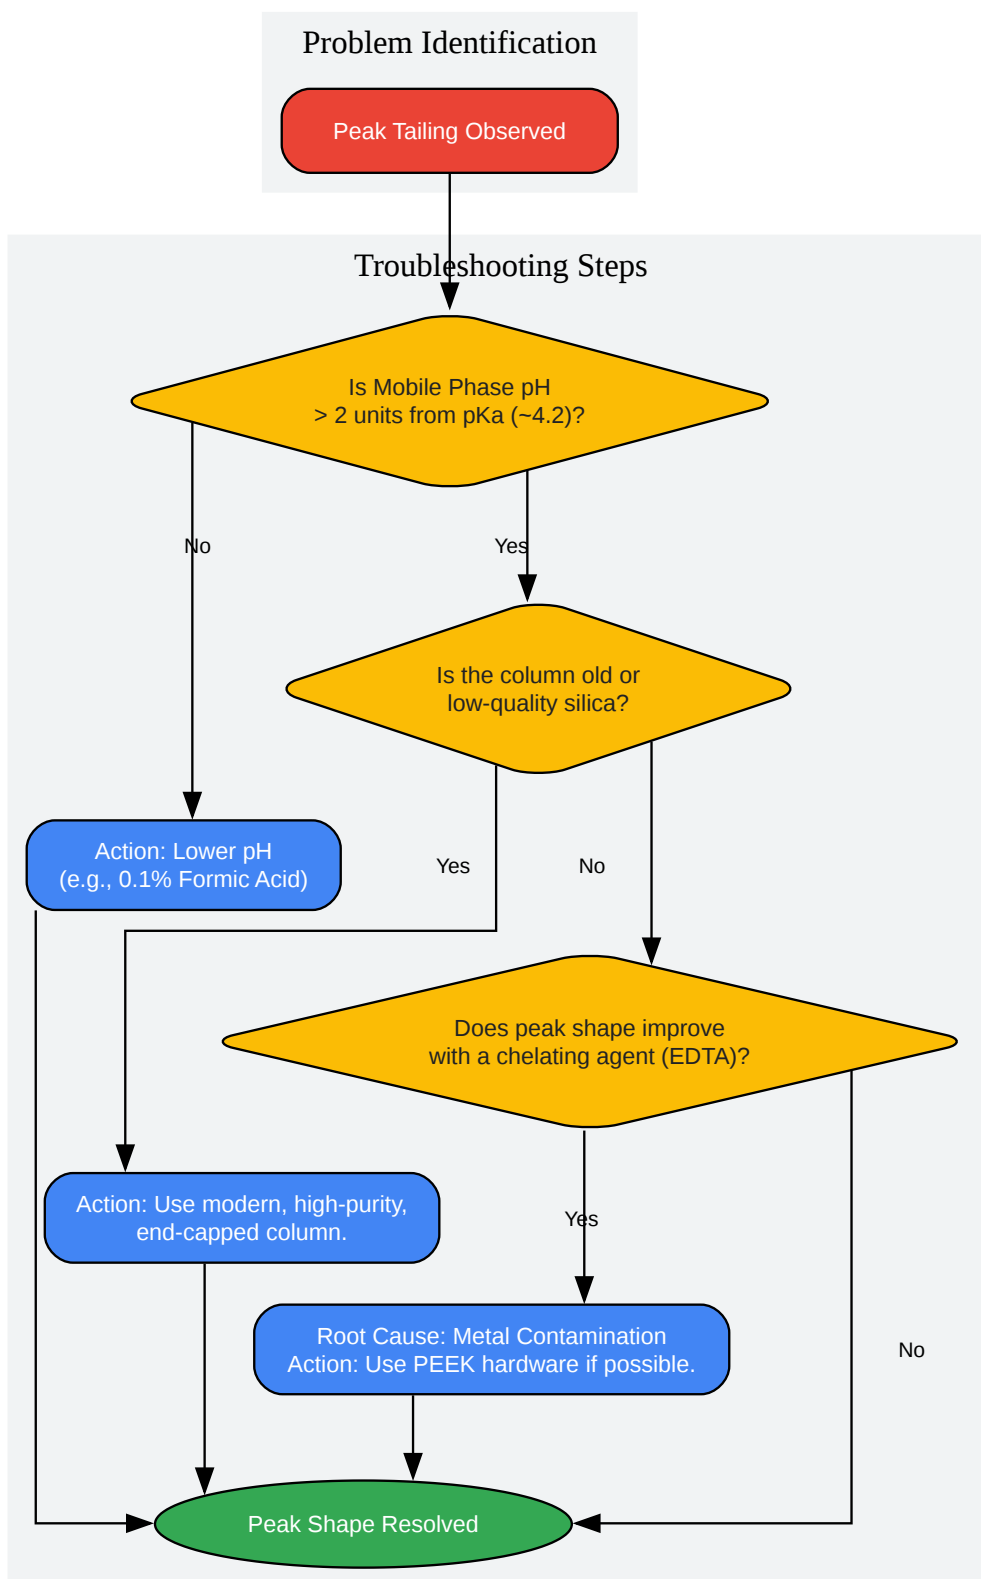 Problem Identification
Peak Tailing Observed
Troubleshooting Steps
Is Mobile Phase pH
> 2 units from pKa (~4.2)?
No
Yes
Is the column old or
low-quality silica?
Action: Lower pH
(e.g., 0.1% Formic Acid)
Yes
No
Does peak shape improve
with a chelating agent (EDTA)?
Action: Use modern, high-purity,
end-capped column.
Yes
Root Cause: Metal Contamination
Action: Use PEEK hardware if possible.
No
Peak Shape Resolved